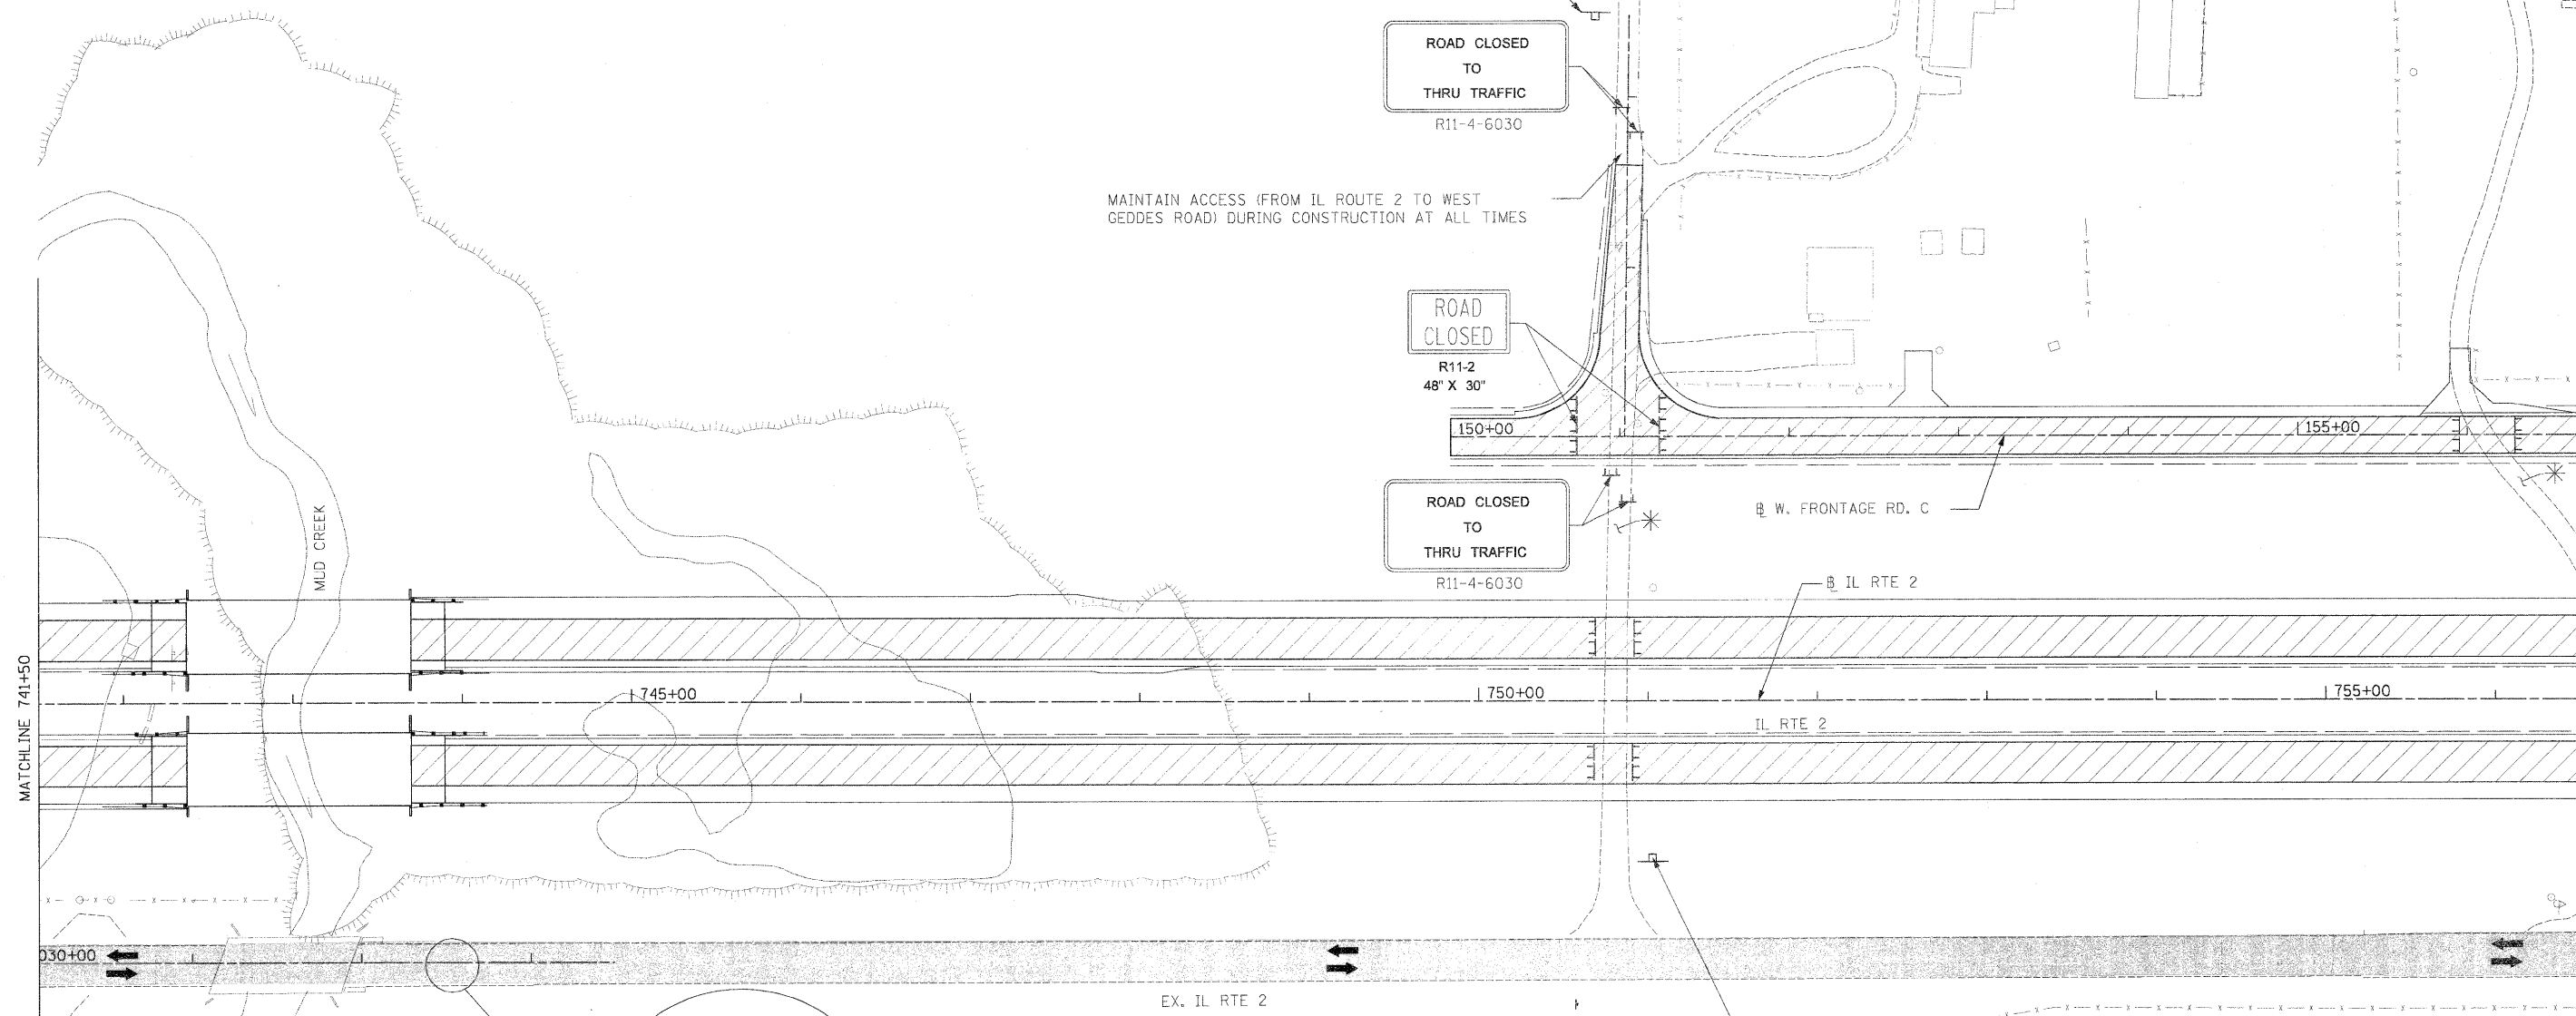 ROAD CLOSED
TO
THRU TRAFFIC
R11-4-6030
MAINTAIN ACCESS (FROM IL ROUTE 2 TO WEST
GEDDES ROAD) DURING CONSTRUCTION AT ALL TIMES
ROAD
CLOSED
R11-2
48" X 30"
150+00
155+00
ROAD CLOSED
TO
THRU TRAFFIC
R11-4-6030
℄ W. FRONTAGE RD. C
℄ IL RTE 2
MUD CREEK
MATCHLINE 741+50
745+00
750+00
755+00
IL RTE 2
030+00
EX. IL RTE 2